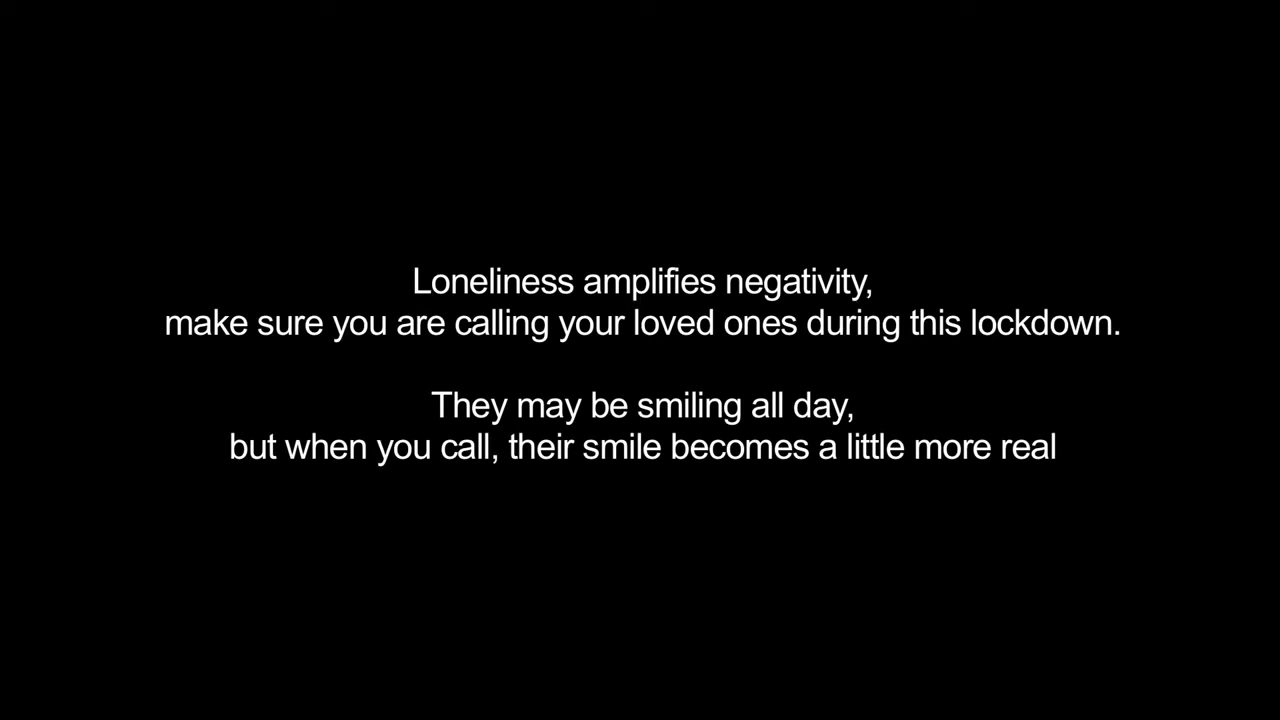 Loneliness amplifies negativity,
make sure you are calling your loved ones during this lockdown.
They may be smiling all day,
but when you call, their smile becomes a little more real